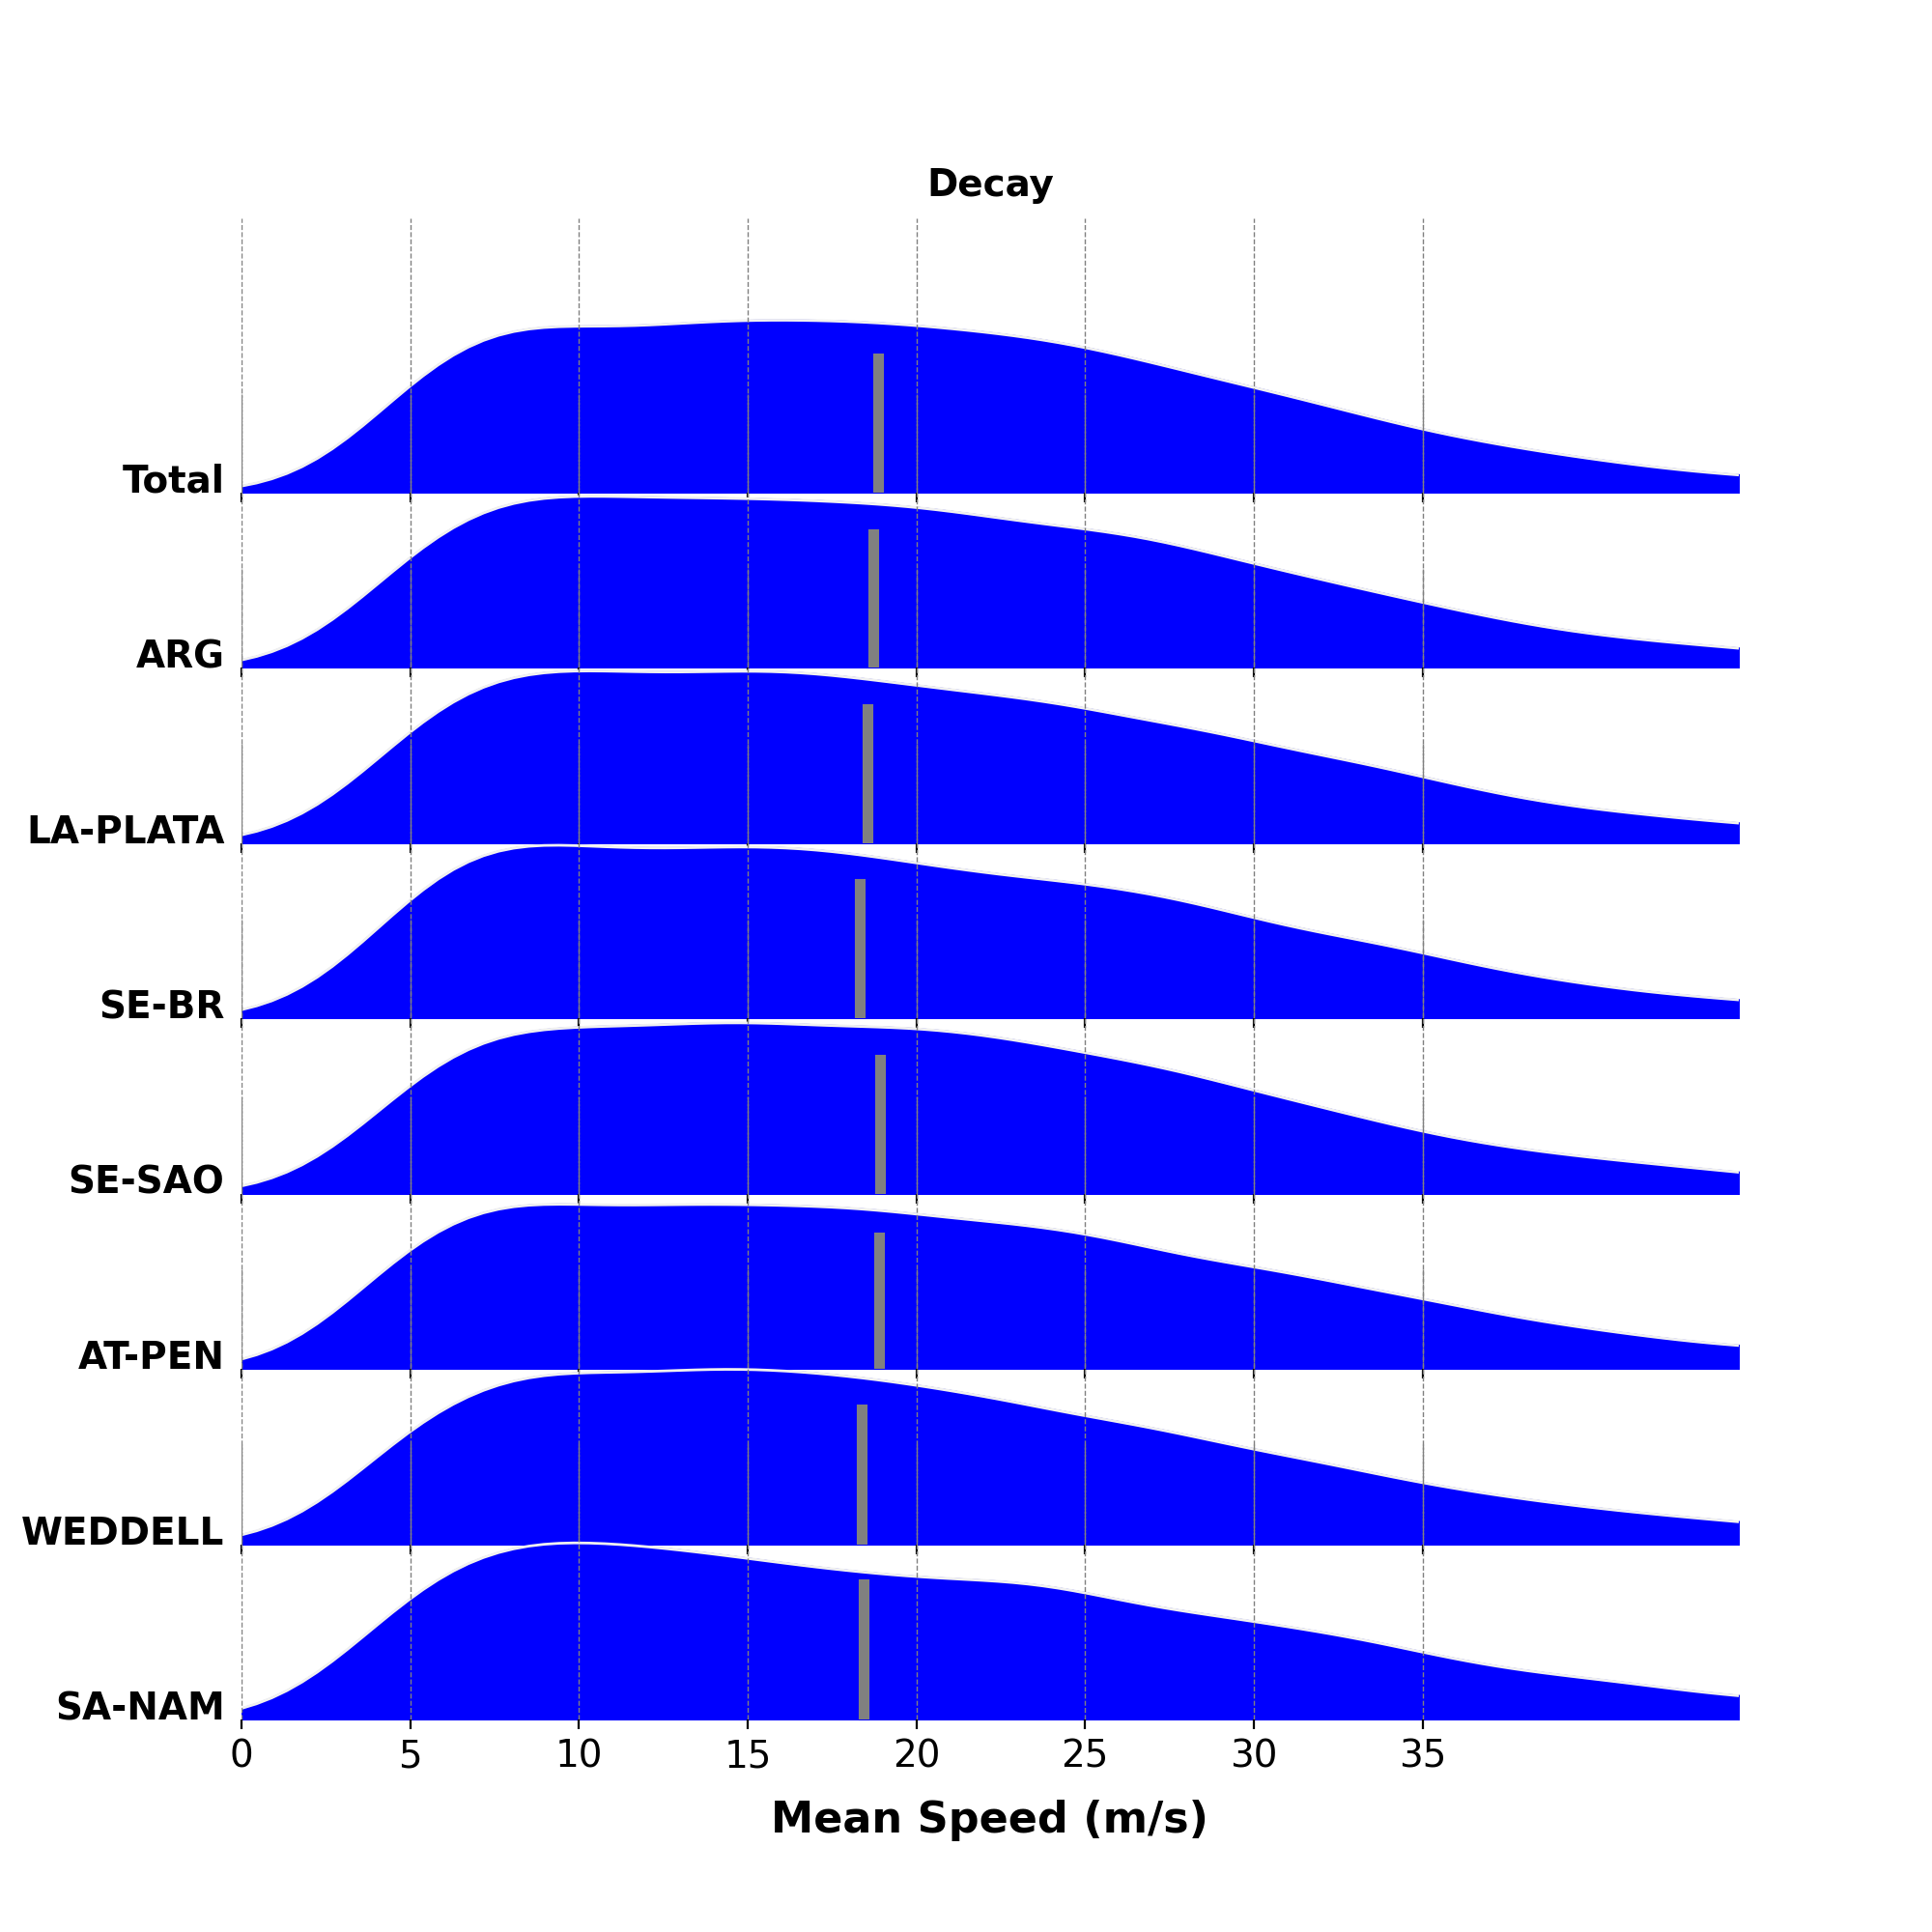 Decay
Total
ARG
LA-PLATA
SE-BR
SE-SAO
AT-PEN
WEDDELL
SA-NAM
0 5 10 15 20 25 30 35
Mean Speed (m/s)